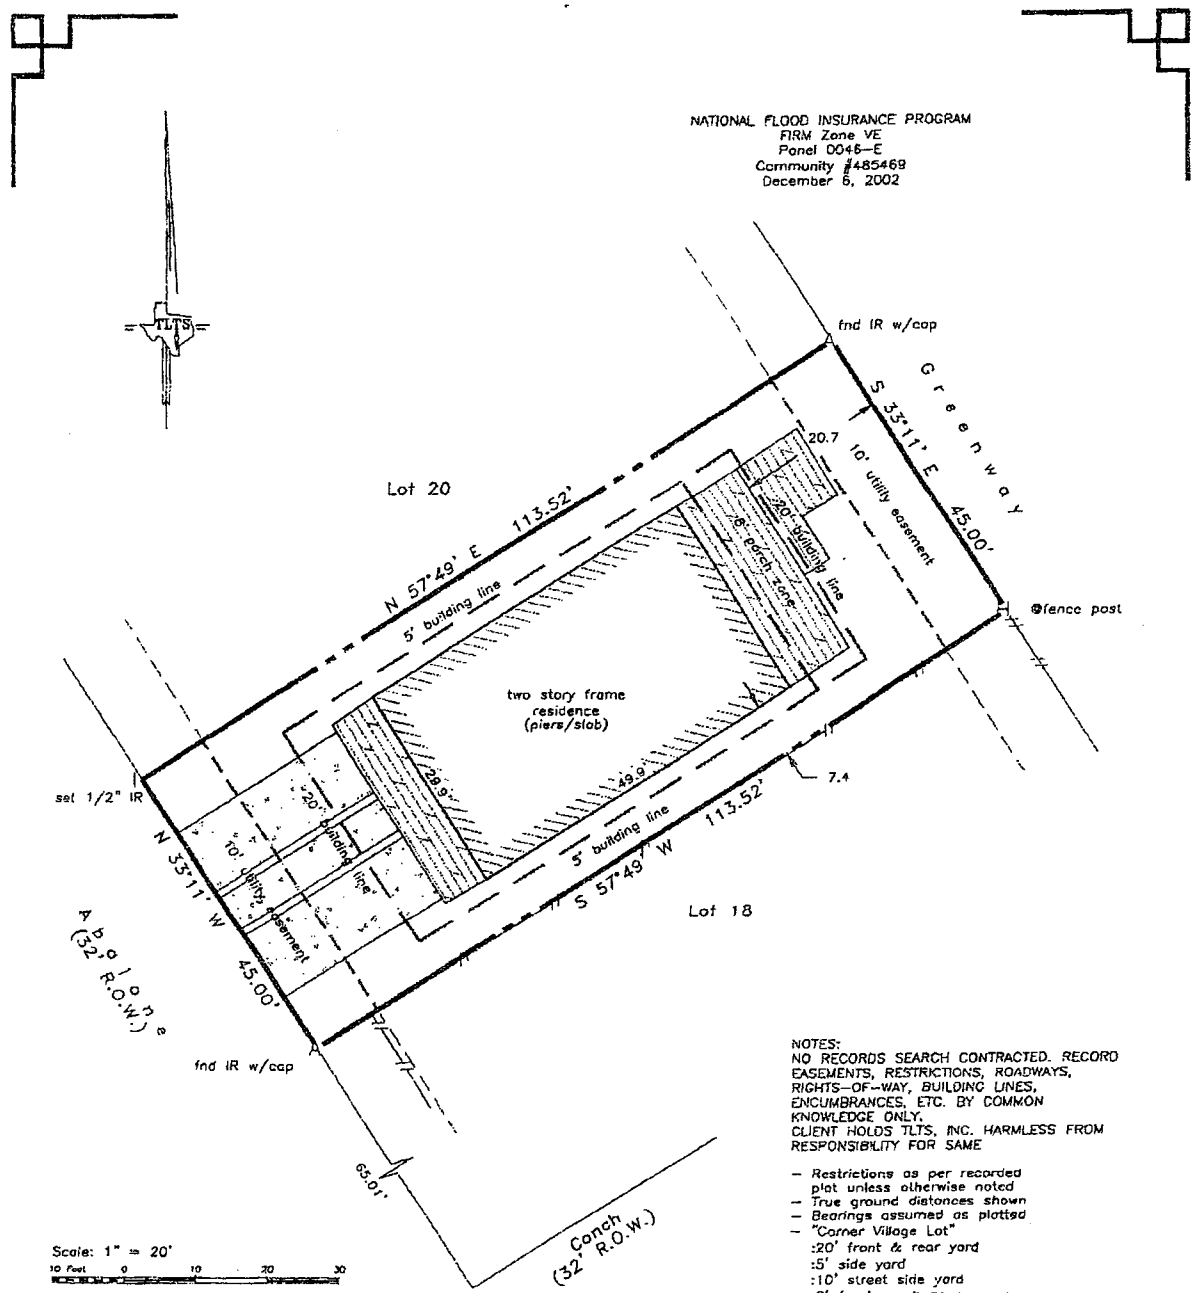 NATIONAL FLOOD INSURANCE PROGRAM
FIRM Zone VE
Panel 0046-E
Community #485469
December 6, 2002
TLTS
fnd IR w/cap
Greenway
S 33°11' E
45.00'
20.7
10' utility easement
Lot 20
113.52'
N 57°49' E
5' building line
20' building line
8' porch zone
@fence post
two story frame
residence
(piers/slab)
29.9
49.9
7.4
set 1/2" IR
20' building line
10' utility easement
N 33°11' W
45.00'
5' building line
113.52'
S 57°49' W
Lot 18
Abalone
(32' R.O.W.)
fnd IR w/cap
65.01'
Conch
(32' R.O.W.)
NOTES:
NO RECORDS SEARCH CONTRACTED. RECORD
EASEMENTS, RESTRICTIONS, ROADWAYS,
RIGHTS-OF-WAY, BUILDING LINES,
ENCUMBRANCES, ETC. BY COMMON
KNOWLEDGE ONLY.
CLIENT HOLDS TLTS, INC. HARMLESS FROM
RESPONSIBILITY FOR SAME
- Restrictions as per recorded
plat unless otherwise noted
- True ground distances shown
- Bearings assumed as platted
- "Corner Village Lot"
:20' front & rear yard
:5' side yard
:10' street side yard
Scale: 1" = 20'
10 Feet 0 10 20 30